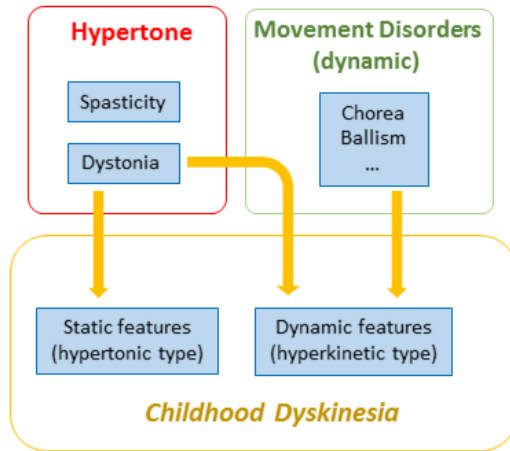 Hypertone
Spasticity
Dystonia
Movement Disorders
(dynamic)
Chorea
Ballism
...
Static features
(hypertonic type)
Dynamic features
(hyperkinetic type)
Childhood Dyskinesia